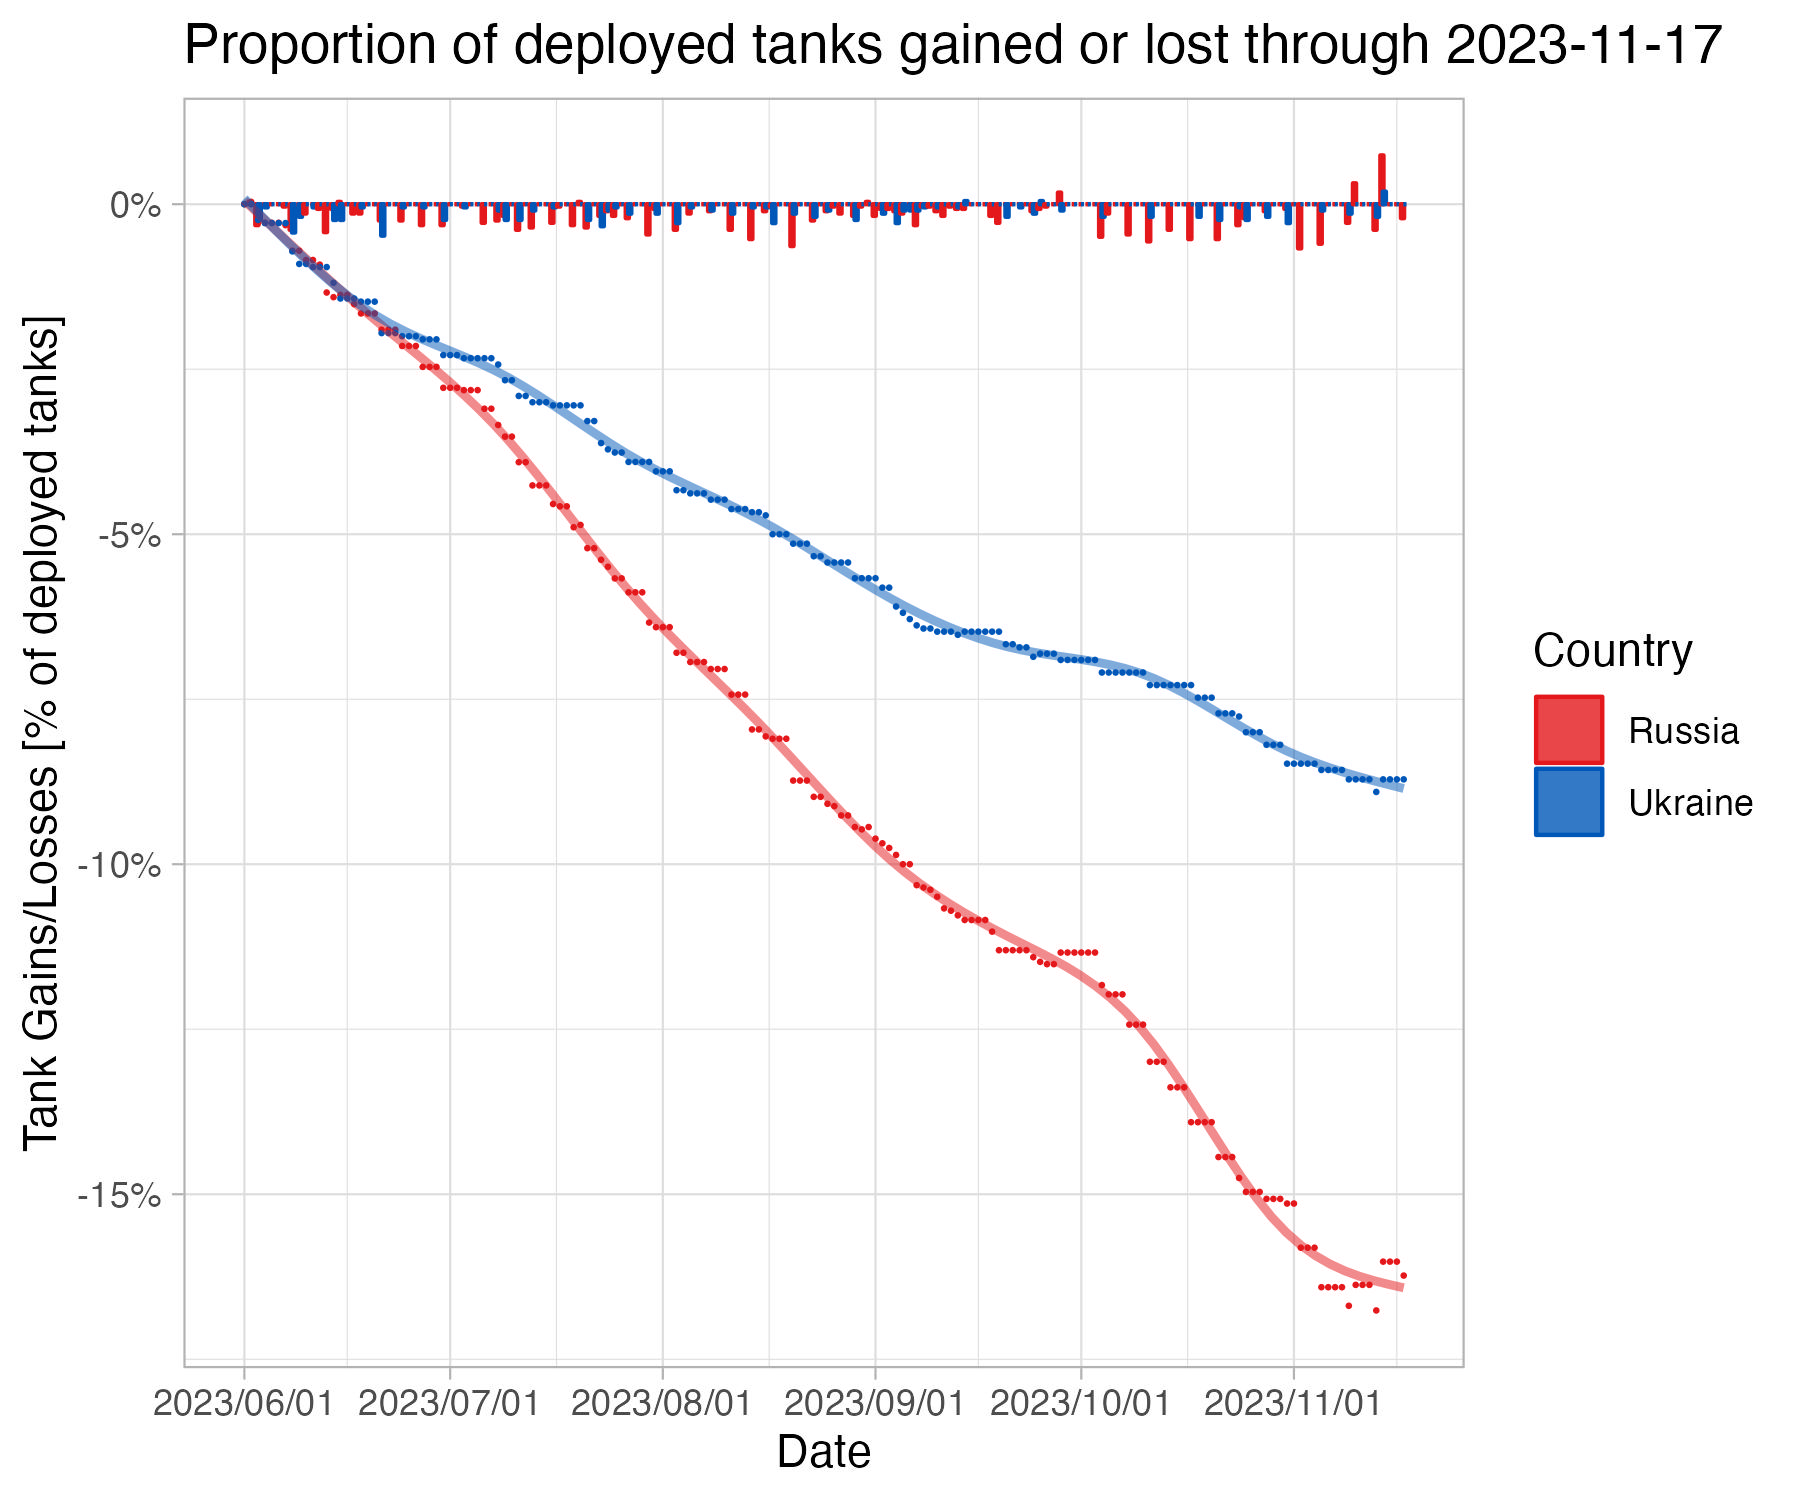 Proportion of deployed tanks gained or lost through 2023-11-17
Tank Gains/Losses [% of deployed tanks]
0%
-5%
-10%
-15%
2023/06/01
2023/07/01
2023/08/01
2023/09/01
2023/10/01
2023/11/01
Date
Country
Russia
Ukraine